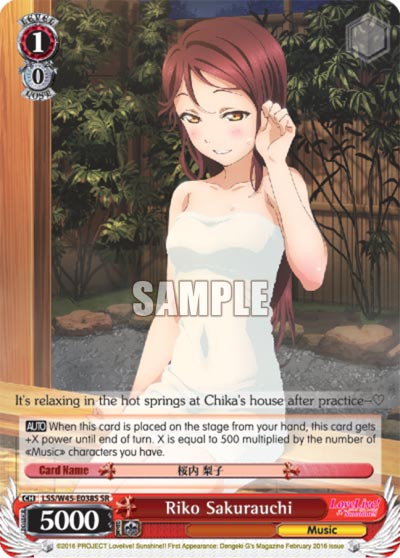 1
0
SAMPLE
It's relaxing in the hot springs at Chika's house after practice--♡
AUTO When this card is placed on the stage from your hand, this card gets
+X power until end of turn. X is equal to 500 multiplied by the number of
«Music» characters you have.
Card Name 桜内 梨子
CH LSS/W45-E038S SR
5000 Riko Sakurauchi LoveLive! Sunshine!!
Music
©2016 PROJECT Lovelive! Sunshine!! First Appearance: Dengeki G's Magazine February 2016 issue